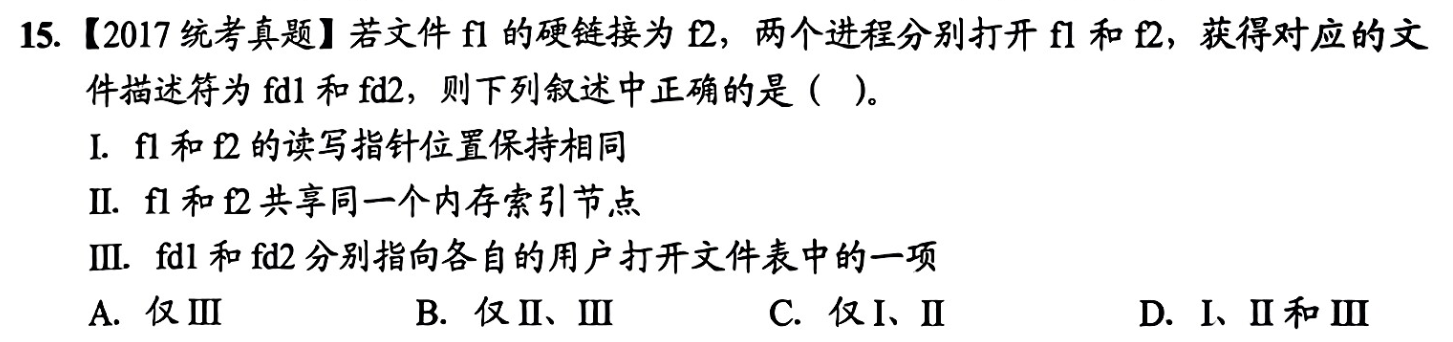 15.【2017 统考真题】若文件 f1 的硬链接为 f2，两个进程分别打开 f1 和 f2，获得对应的文
件描述符为 fd1 和 fd2，则下列叙述中正确的是（ ）。
I. f1 和 f2 的读写指针位置保持相同
II. f1 和 f2 共享同一个内存索引节点
III. fd1 和 fd2 分别指向各自的用户打开文件表中的一项
A. 仅 III B. 仅 II、III C. 仅 I、II D. I、II 和 III